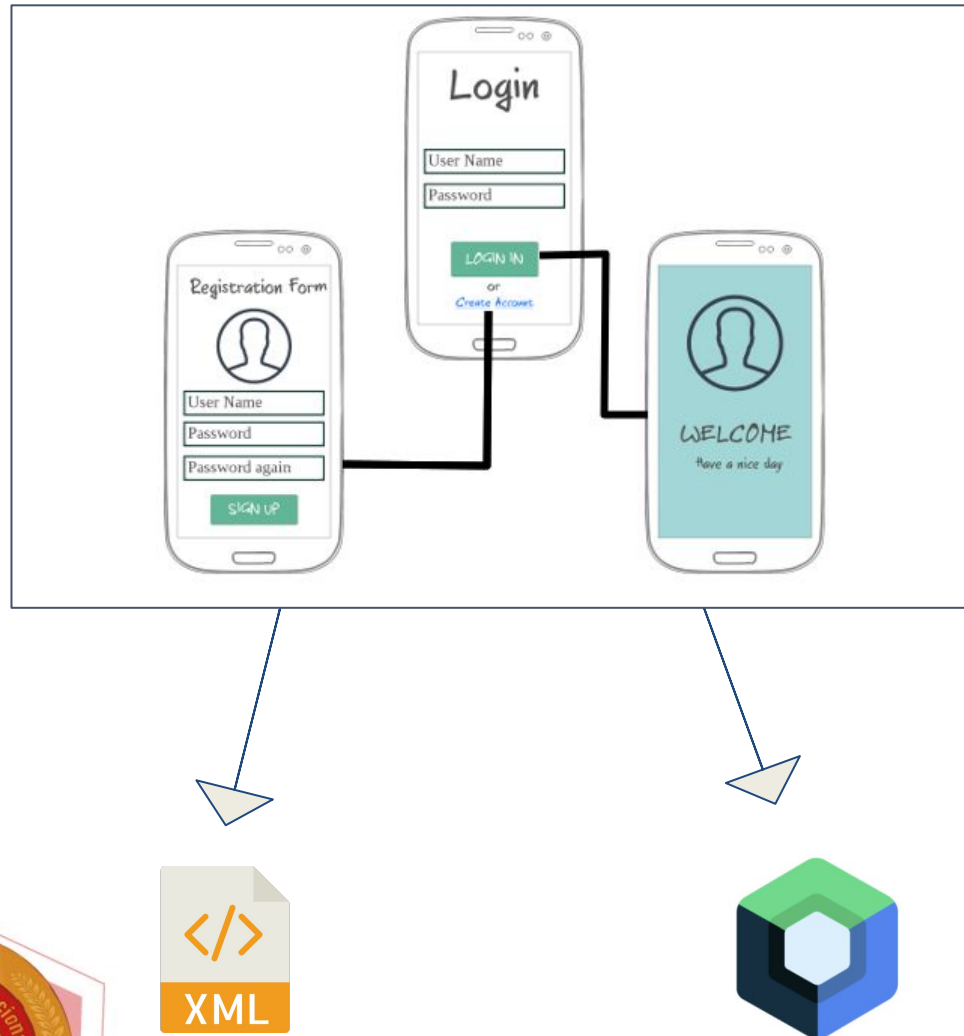 Login
User Name
Password
LOGIN IN
or
Create Account
Registration Form
User Name
Password
Password again
SIGN UP
WELCOME
Have a nice day
</>
XML